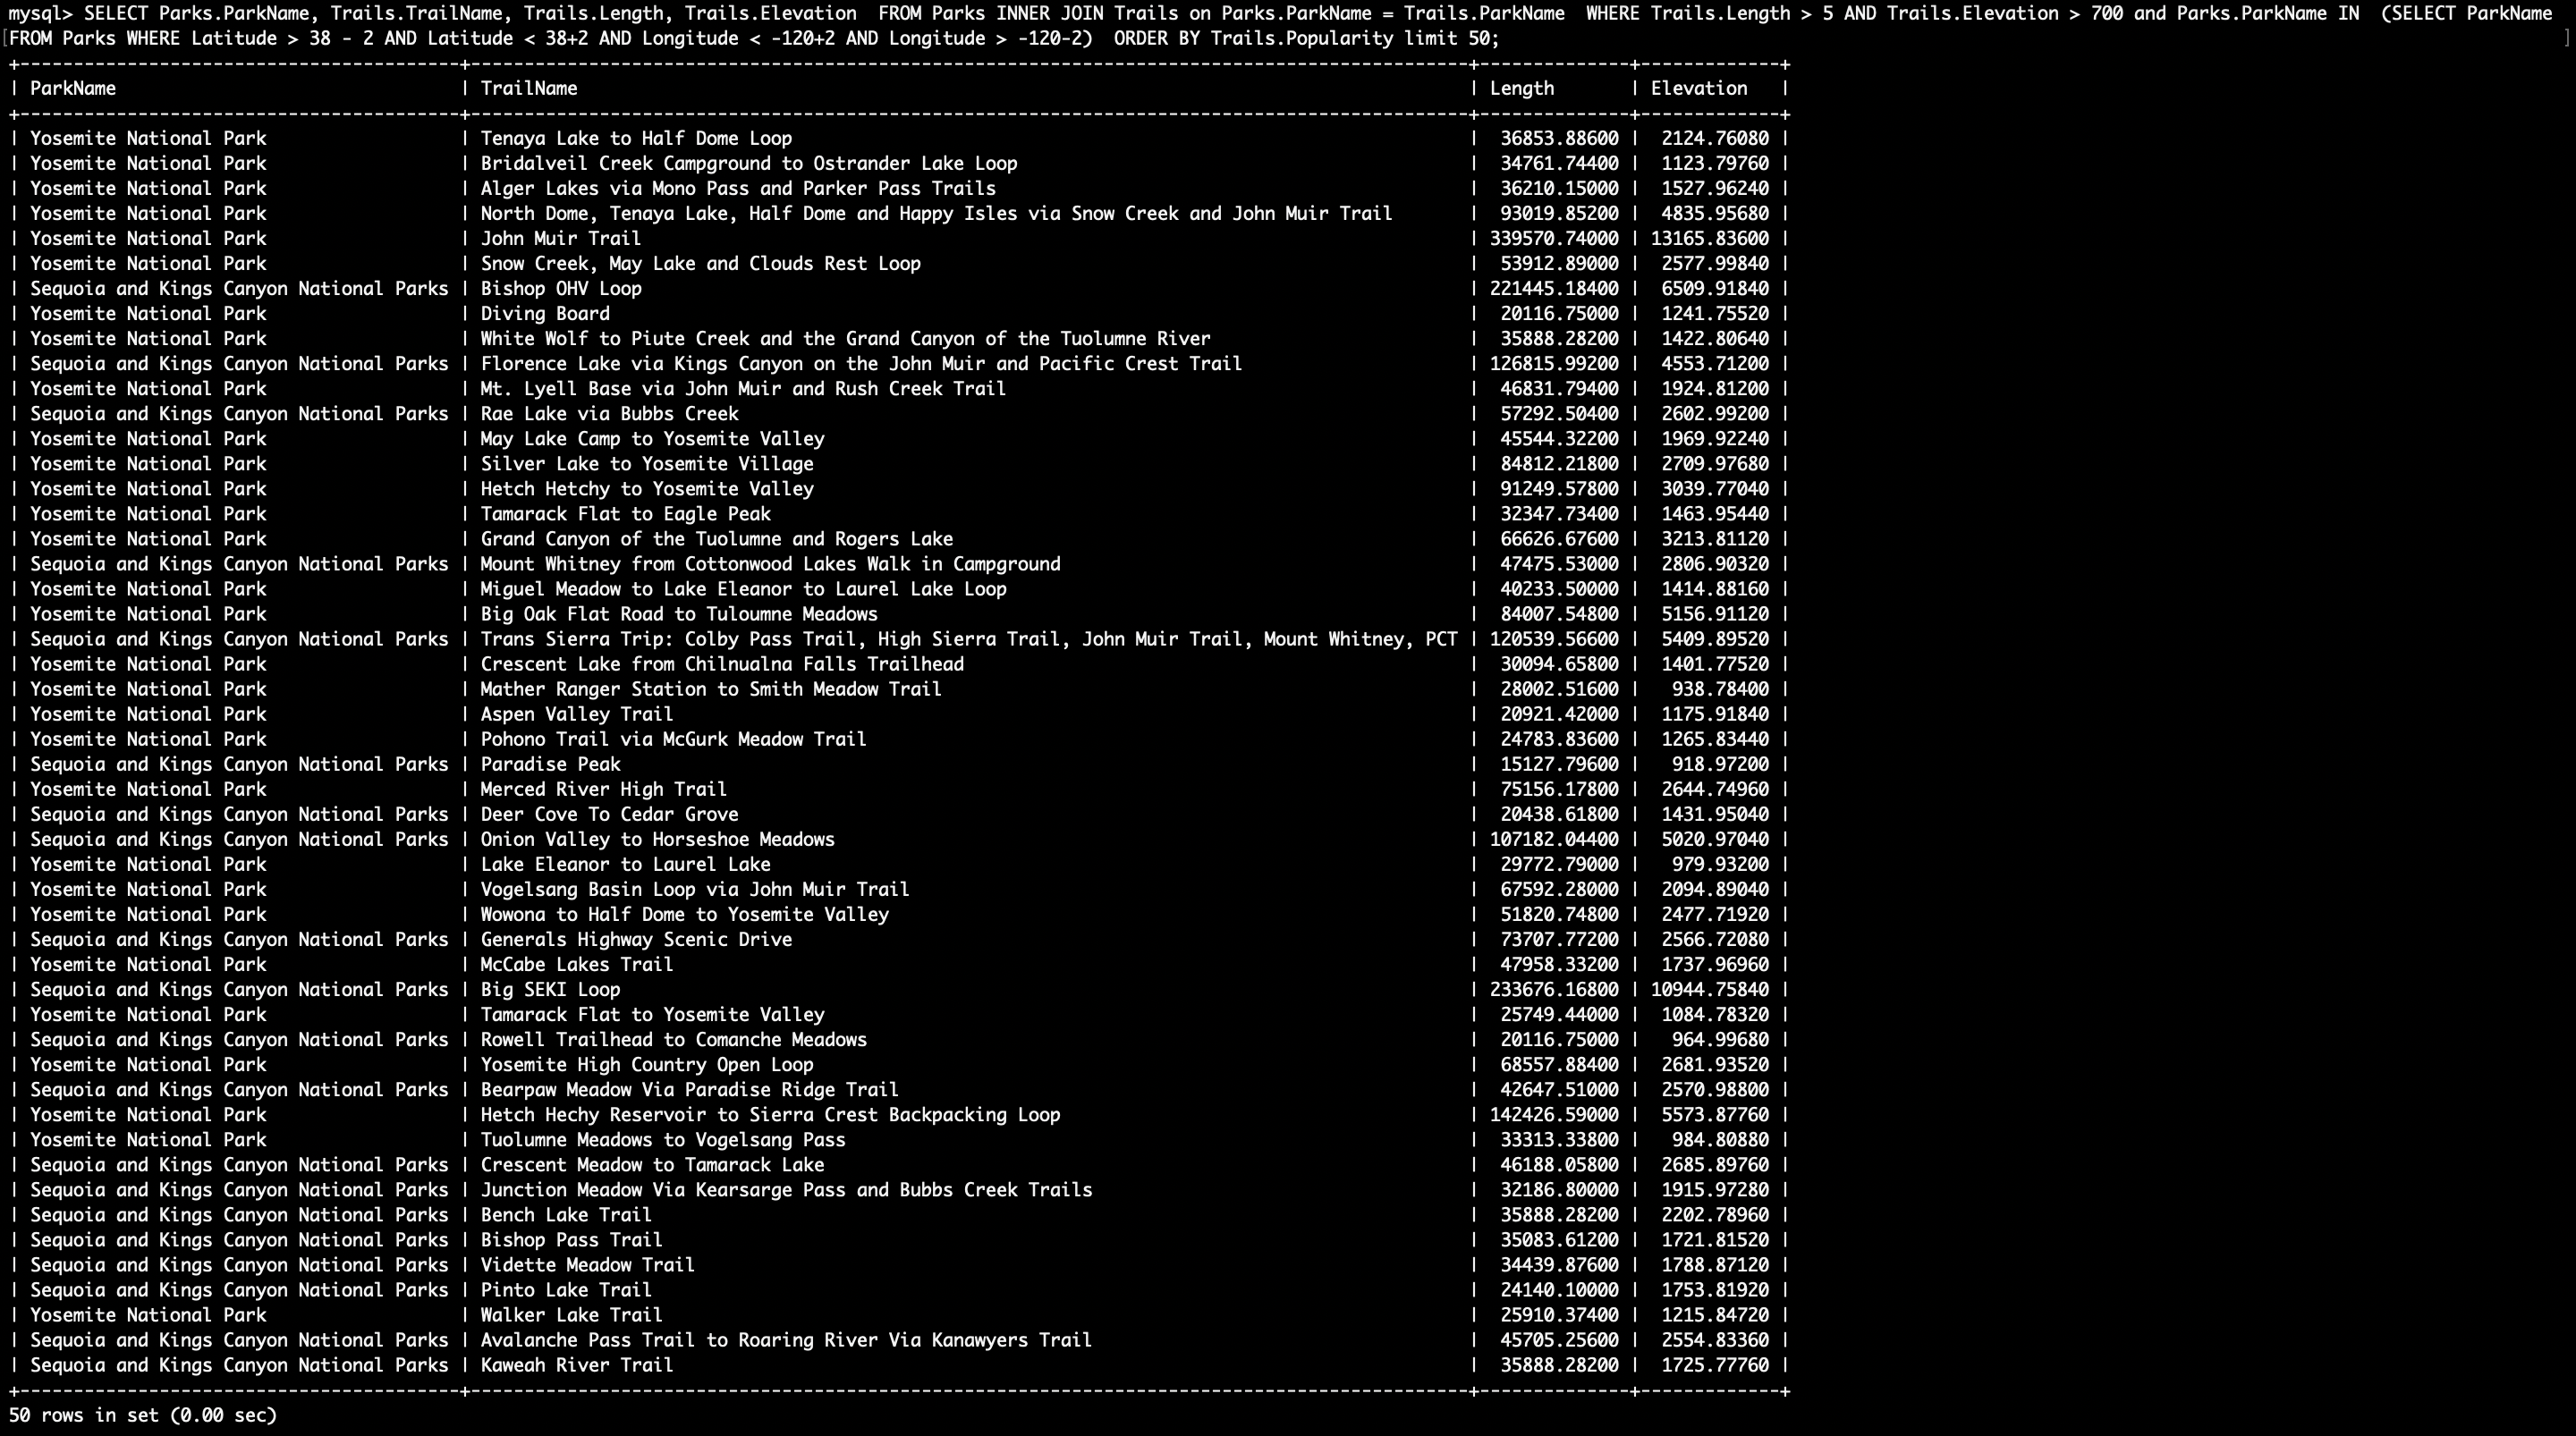 mysql> SELECT Parks.ParkName, Trails.TrailName, Trails.Length, Trails.Elevation  FROM Parks INNER JOIN Trails on Parks.ParkName = Trails.ParkName  WHERE Trails.Length > 5 AND Trails.Elevation > 700 and Parks.ParkName IN  (SELECT ParkName
FROM Parks WHERE Latitude > 38 - 2 AND Latitude < 38+2 AND Longitude < -120+2 AND Longitude > -120-2)  ORDER BY Trails.Popularity limit 50;
| ParkName | TrailName | Length | Elevation |
| Yosemite National Park | Tenaya Lake to Half Dome Loop | 36853.88600 | 2124.76080 |
| Yosemite National Park | Bridalveil Creek Campground to Ostrander Lake Loop | 34761.74400 | 1123.79760 |
| Yosemite National Park | Alger Lakes via Mono Pass and Parker Pass Trails | 36210.15000 | 1527.96240 |
| Yosemite National Park | North Dome, Tenaya Lake, Half Dome and Happy Isles via Snow Creek and John Muir Trail | 93019.85200 | 4835.95680 |
| Yosemite National Park | John Muir Trail | 339570.74000 | 13165.83600 |
| Yosemite National Park | Snow Creek, May Lake and Clouds Rest Loop | 53912.89000 | 2577.99840 |
| Sequoia and Kings Canyon National Parks | Bishop OHV Loop | 221445.18400 | 6509.91840 |
| Yosemite National Park | Diving Board | 20116.75000 | 1241.75520 |
| Yosemite National Park | White Wolf to Piute Creek and the Grand Canyon of the Tuolumne River | 35888.28200 | 1422.80640 |
| Sequoia and Kings Canyon National Parks | Florence Lake via Kings Canyon on the John Muir and Pacific Crest Trail | 126815.99200 | 4553.71200 |
| Yosemite National Park | Mt. Lyell Base via John Muir and Rush Creek Trail | 46831.79400 | 1924.81200 |
| Sequoia and Kings Canyon National Parks | Rae Lake via Bubbs Creek | 57292.50400 | 2602.99200 |
| Yosemite National Park | May Lake Camp to Yosemite Valley | 45544.32200 | 1969.92240 |
| Yosemite National Park | Silver Lake to Yosemite Village | 84812.21800 | 2709.97680 |
| Yosemite National Park | Hetch Hetchy to Yosemite Valley | 91249.57800 | 3039.77040 |
| Yosemite National Park | Tamarack Flat to Eagle Peak | 32347.73400 | 1463.95440 |
| Yosemite National Park | Grand Canyon of the Tuolumne and Rogers Lake | 66626.67600 | 3213.81120 |
| Sequoia and Kings Canyon National Parks | Mount Whitney from Cottonwood Lakes Walk in Campground | 47475.53000 | 2806.90320 |
| Yosemite National Park | Miguel Meadow to Lake Eleanor to Laurel Lake Loop | 40233.50000 | 1414.88160 |
| Yosemite National Park | Big Oak Flat Road to Tuloumne Meadows | 84007.54800 | 5156.91120 |
| Sequoia and Kings Canyon National Parks | Trans Sierra Trip: Colby Pass Trail, High Sierra Trail, John Muir Trail, Mount Whitney, PCT | 120539.56600 | 5409.89520 |
| Yosemite National Park | Crescent Lake from Chilnualna Falls Trailhead | 30094.65800 | 1401.77520 |
| Yosemite National Park | Mather Ranger Station to Smith Meadow Trail | 28002.51600 | 938.78400 |
| Yosemite National Park | Aspen Valley Trail | 20921.42000 | 1175.91840 |
| Yosemite National Park | Pohono Trail via McGurk Meadow Trail | 24783.83600 | 1265.83440 |
| Sequoia and Kings Canyon National Parks | Paradise Peak | 15127.79600 | 918.97200 |
| Yosemite National Park | Merced River High Trail | 75156.17800 | 2644.74960 |
| Sequoia and Kings Canyon National Parks | Deer Cove To Cedar Grove | 20438.61800 | 1431.95040 |
| Sequoia and Kings Canyon National Parks | Onion Valley to Horseshoe Meadows | 107182.04400 | 5020.97040 |
| Yosemite National Park | Lake Eleanor to Laurel Lake | 29772.79000 | 979.93200 |
| Yosemite National Park | Vogelsang Basin Loop via John Muir Trail | 67592.28000 | 2094.89040 |
| Yosemite National Park | Wowona to Half Dome to Yosemite Valley | 51820.74800 | 2477.71920 |
| Sequoia and Kings Canyon National Parks | Generals Highway Scenic Drive | 73707.77200 | 2566.72080 |
| Yosemite National Park | McCabe Lakes Trail | 47958.33200 | 1737.96960 |
| Sequoia and Kings Canyon National Parks | Big SEKI Loop | 233676.16800 | 10944.75840 |
| Yosemite National Park | Tamarack Flat to Yosemite Valley | 25749.44000 | 1084.78320 |
| Sequoia and Kings Canyon National Parks | Rowell Trailhead to Comanche Meadows | 20116.75000 | 964.99680 |
| Yosemite National Park | Yosemite High Country Open Loop | 68557.88400 | 2681.93520 |
| Sequoia and Kings Canyon National Parks | Bearpaw Meadow Via Paradise Ridge Trail | 42647.51000 | 2570.98800 |
| Yosemite National Park | Hetch Hechy Reservoir to Sierra Crest Backpacking Loop | 142426.59000 | 5573.87760 |
| Yosemite National Park | Tuolumne Meadows to Vogelsang Pass | 33313.33800 | 984.80880 |
| Sequoia and Kings Canyon National Parks | Crescent Meadow to Tamarack Lake | 46188.05800 | 2685.89760 |
| Sequoia and Kings Canyon National Parks | Junction Meadow Via Kearsarge Pass and Bubbs Creek Trails | 32186.80000 | 1915.97280 |
| Sequoia and Kings Canyon National Parks | Bench Lake Trail | 35888.28200 | 2202.78960 |
| Sequoia and Kings Canyon National Parks | Bishop Pass Trail | 35083.61200 | 1721.81520 |
| Sequoia and Kings Canyon National Parks | Vidette Meadow Trail | 34439.87600 | 1788.87120 |
| Sequoia and Kings Canyon National Parks | Pinto Lake Trail | 24140.10000 | 1753.81920 |
| Yosemite National Park | Walker Lake Trail | 25910.37400 | 1215.84720 |
| Sequoia and Kings Canyon National Parks | Avalanche Pass Trail to Roaring River Via Kanawyers Trail | 45705.25600 | 2554.83360 |
| Sequoia and Kings Canyon National Parks | Kaweah River Trail | 35888.28200 | 1725.77760 |
50 rows in set (0.00 sec)